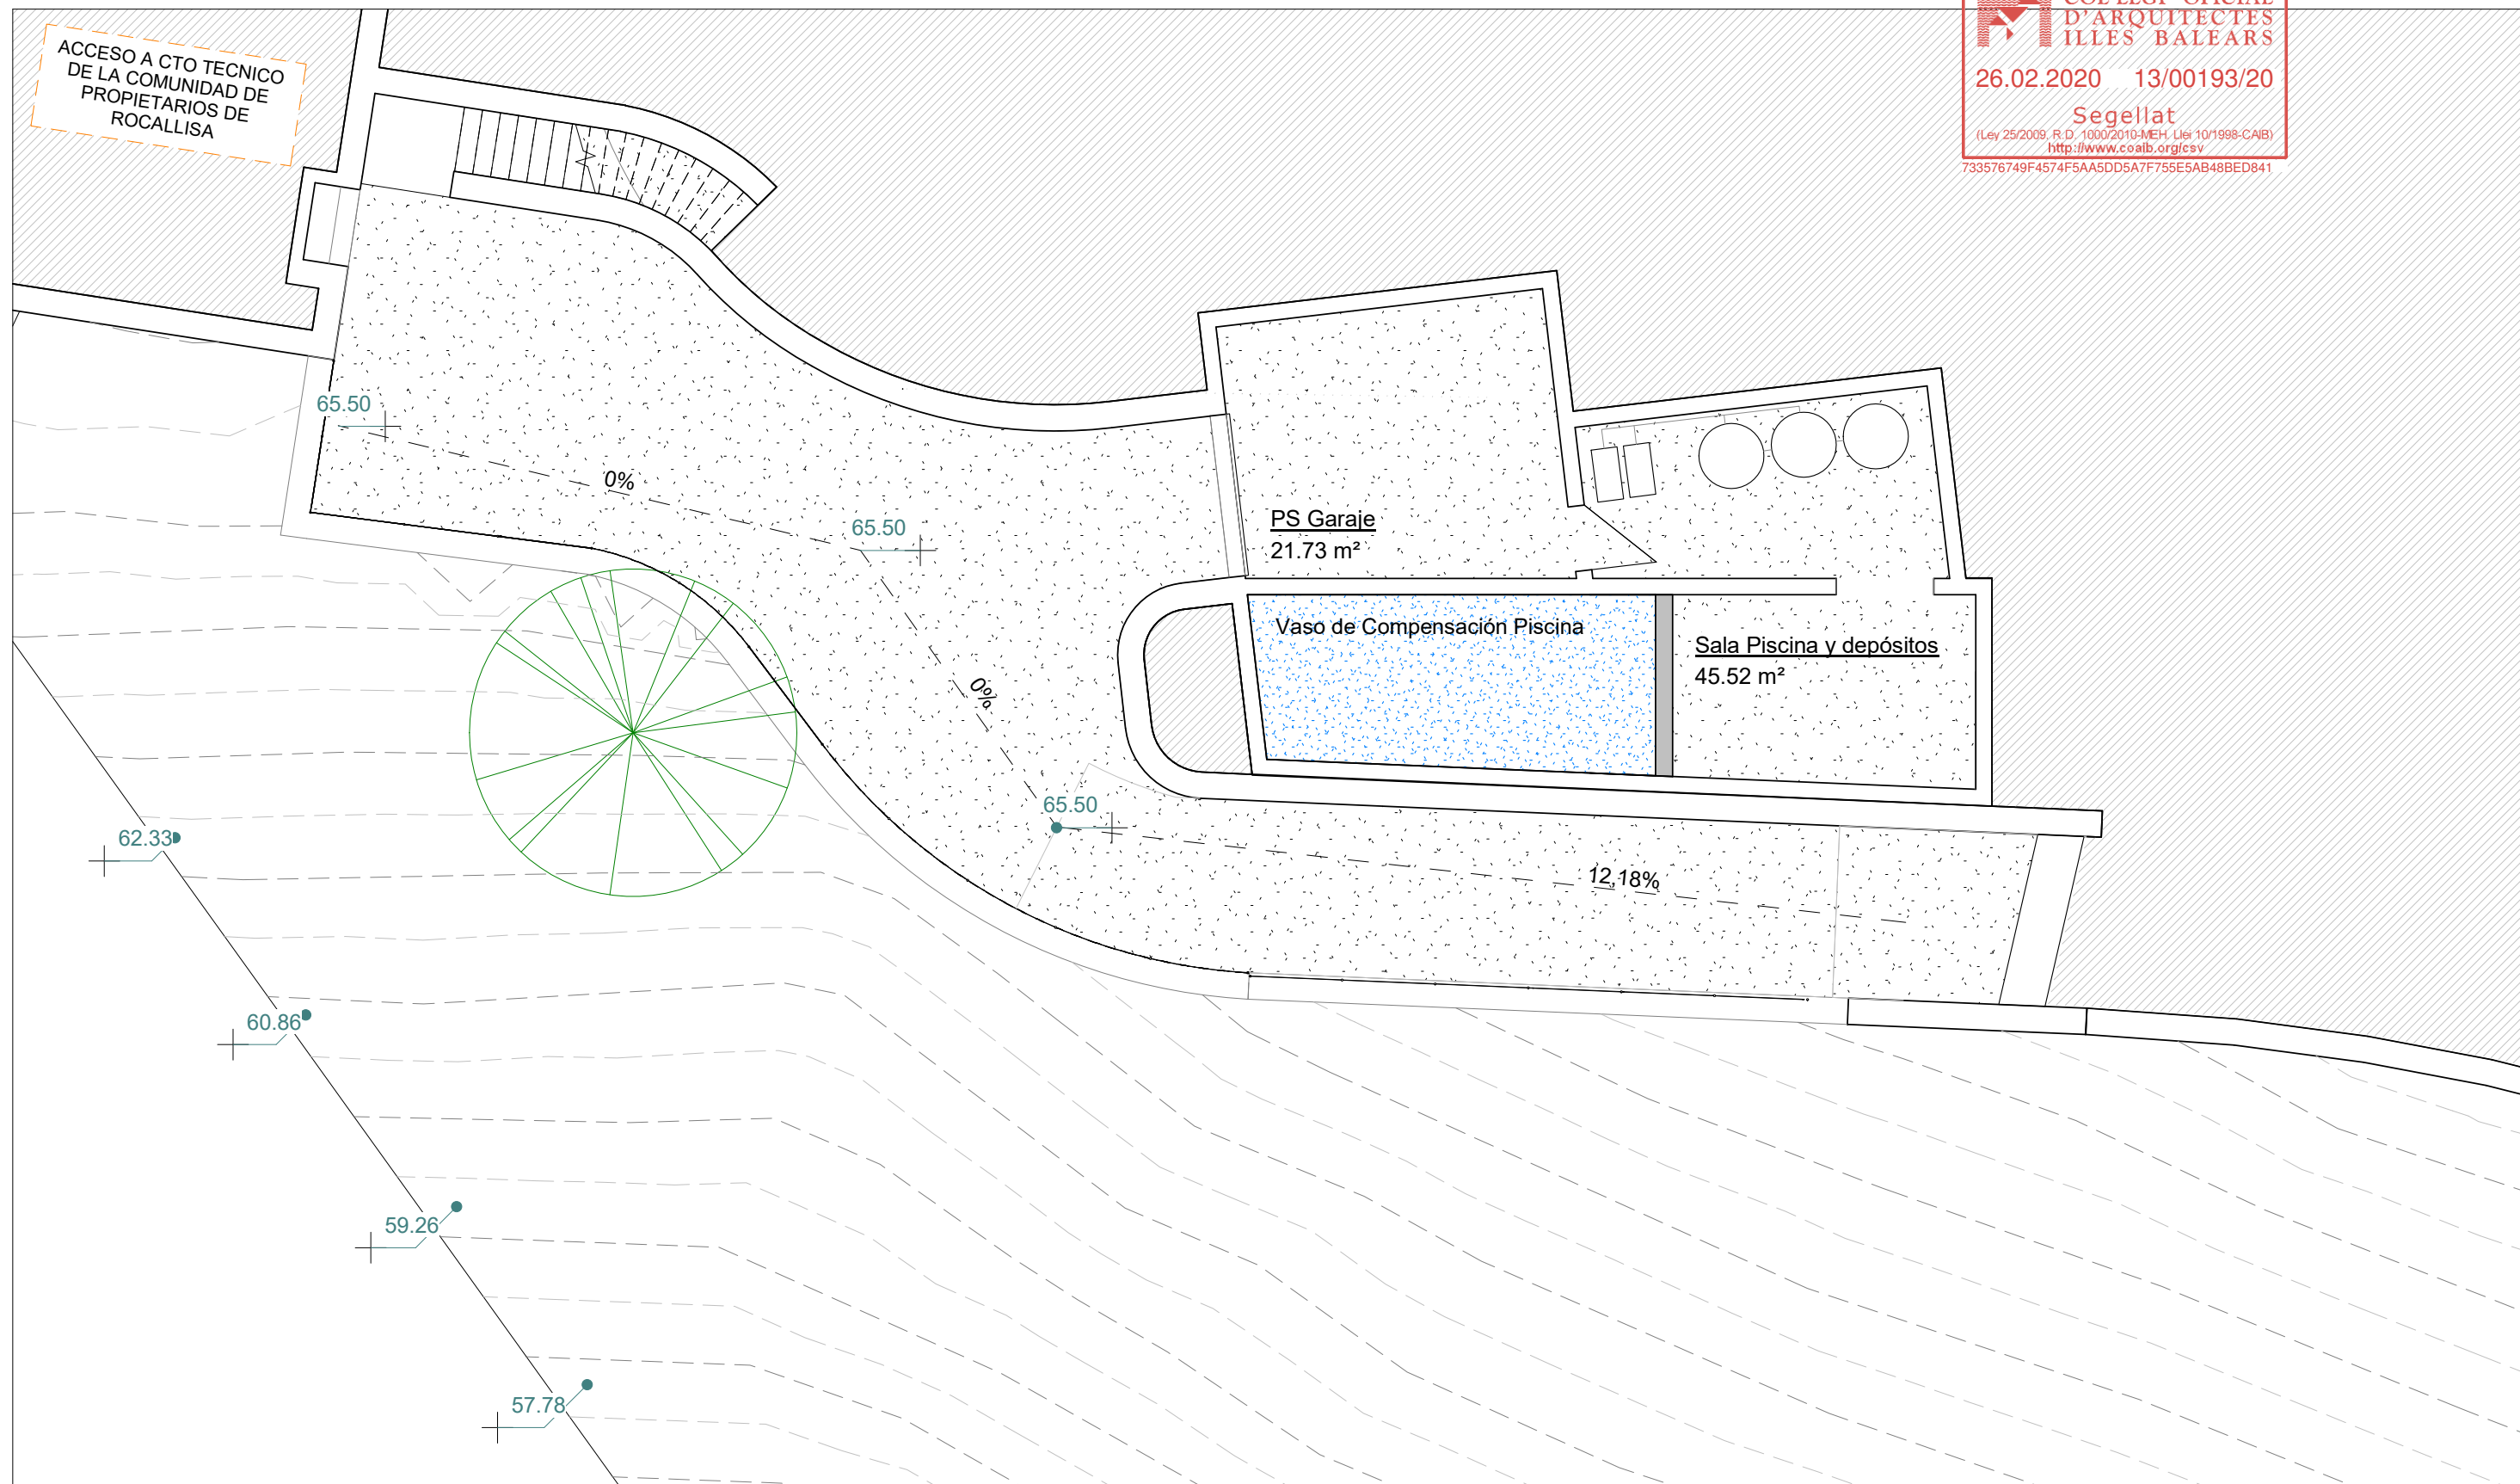 ACCESO A CTO TECNICO
DE LA COMUNIDAD DE
PROPIETARIOS DE
ROCALLISA
COL·LEGI OFICIAL
D'ARQUITECTES
ILLES BALEARS
26.02.2020 13/00193/20
Segellat
(Ley 25/2009, R.D. 1000/2010-MEH. Llei 10/1998-CAIB)
http://www.coaib.org/csv
733576749F4574F5AA5DD5A7F755E5AB48BED841
65.50
0%
65.50
PS Garaje
21.73 m²
Vaso de Compensación Piscina
Sala Piscina y depósitos
45.52 m²
0%
65.50
12,18%
62.33
60.86
59.26
57.78